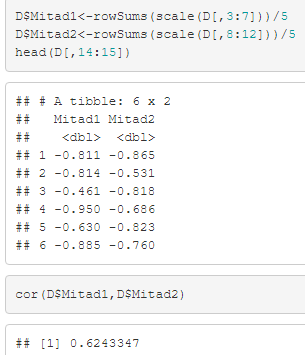 D$Mitad1<-rowSums(scale(D[,3:7]))/5
D$Mitad2<-rowSums(scale(D[,8:12]))/5
head(D[,14:15])
## # A tibble: 6 x 2
##   Mitad1 Mitad2
##    <dbl>  <dbl>
## 1 -0.811 -0.865
## 2 -0.814 -0.531
## 3 -0.461 -0.818
## 4 -0.950 -0.686
## 5 -0.630 -0.823
## 6 -0.885 -0.760
cor(D$Mitad1,D$Mitad2)
## [1] 0.6243347